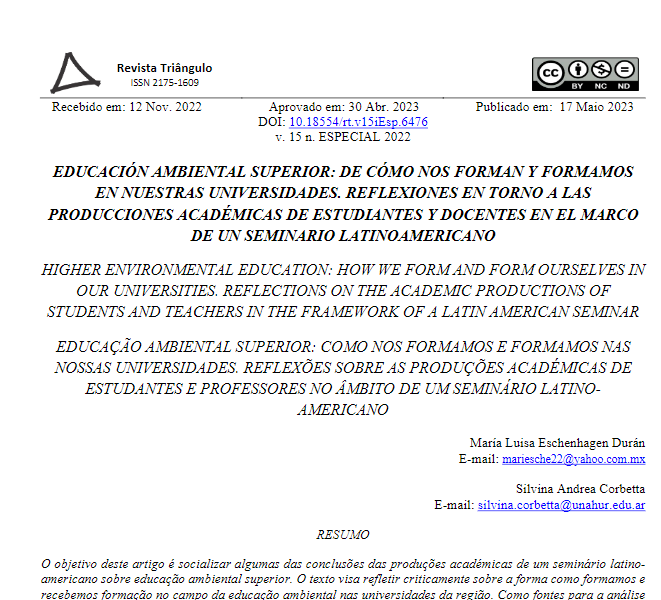 Revista Triângulo
ISSN 2175-1609
CC BY NC ND
Recebido em: 12 Nov. 2022 Aprovado em: 30 Abr. 2023 Publicado em: 17 Maio 2023
DOI: 10.18554/rt.v15iEsp.6476
v. 15 n. ESPECIAL 2022
EDUCACIÓN AMBIENTAL SUPERIOR: DE CÓMO NOS FORMAN Y FORMAMOS
EN NUESTRAS UNIVERSIDADES. REFLEXIONES EN TORNO A LAS
PRODUCCIONES ACADÉMICAS DE ESTUDIANTES Y DOCENTES EN EL MARCO
DE UN SEMINARIO LATINOAMERICANO
HIGHER ENVIRONMENTAL EDUCATION: HOW WE FORM AND FORM OURSELVES IN
OUR UNIVERSITIES. REFLECTIONS ON THE ACADEMIC PRODUCTIONS OF
STUDENTS AND TEACHERS IN THE FRAMEWORK OF A LATIN AMERICAN SEMINAR
EDUCAÇÃO AMBIENTAL SUPERIOR: COMO NOS FORMAMOS E FORMAMOS NAS
NOSSAS UNIVERSIDADES. REFLEXÕES SOBRE AS PRODUÇÕES ACADÉMICAS DE
ESTUDANTES E PROFESSORES NO ÂMBITO DE UM SEMINÁRIO LATINO-
AMERICANO
María Luisa Eschenhagen Durán
E-mail: mariesche22@yahoo.com.mx
Silvina Andrea Corbetta
E-mail: silvina.corbetta@unahur.edu.ar
RESUMO
O objetivo deste artigo é socializar algumas das conclusões das produções académicas de um seminário latino-
americano sobre educação ambiental superior. O texto visa refletir criticamente sobre a forma como formamos e
recebemos formação no campo da educação ambiental nas universidades da região. Como fontes para a análise